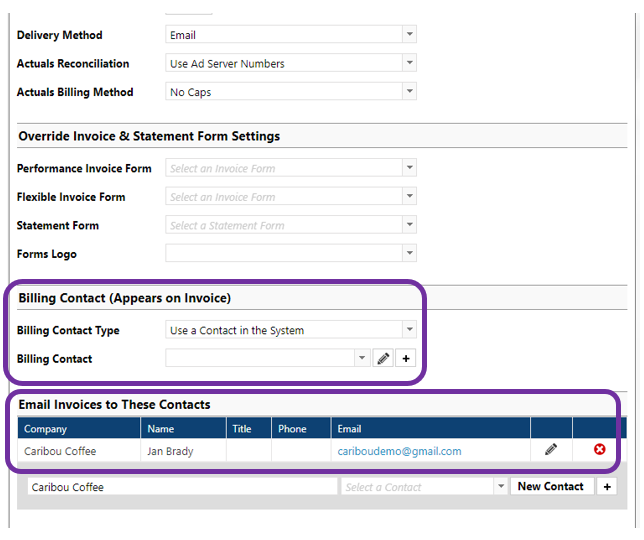 Delivery Method Email
Actuals Reconciliation Use Ad Server Numbers
Actuals Billing Method No Caps
Override Invoice & Statement Form Settings
Performance Invoice Form Select an Invoice Form
Flexible Invoice Form Select an Invoice Form
Statement Form Select a Statement Form
Forms Logo
Billing Contact (Appears on Invoice)
Billing Contact Type Use a Contact in the System
Billing Contact +
Email Invoices to These Contacts
Company Name Title Phone Email
Caribou Coffee Jan Brady cariboudemo@gmail.com
Caribou Coffee Select a Contact New Contact +